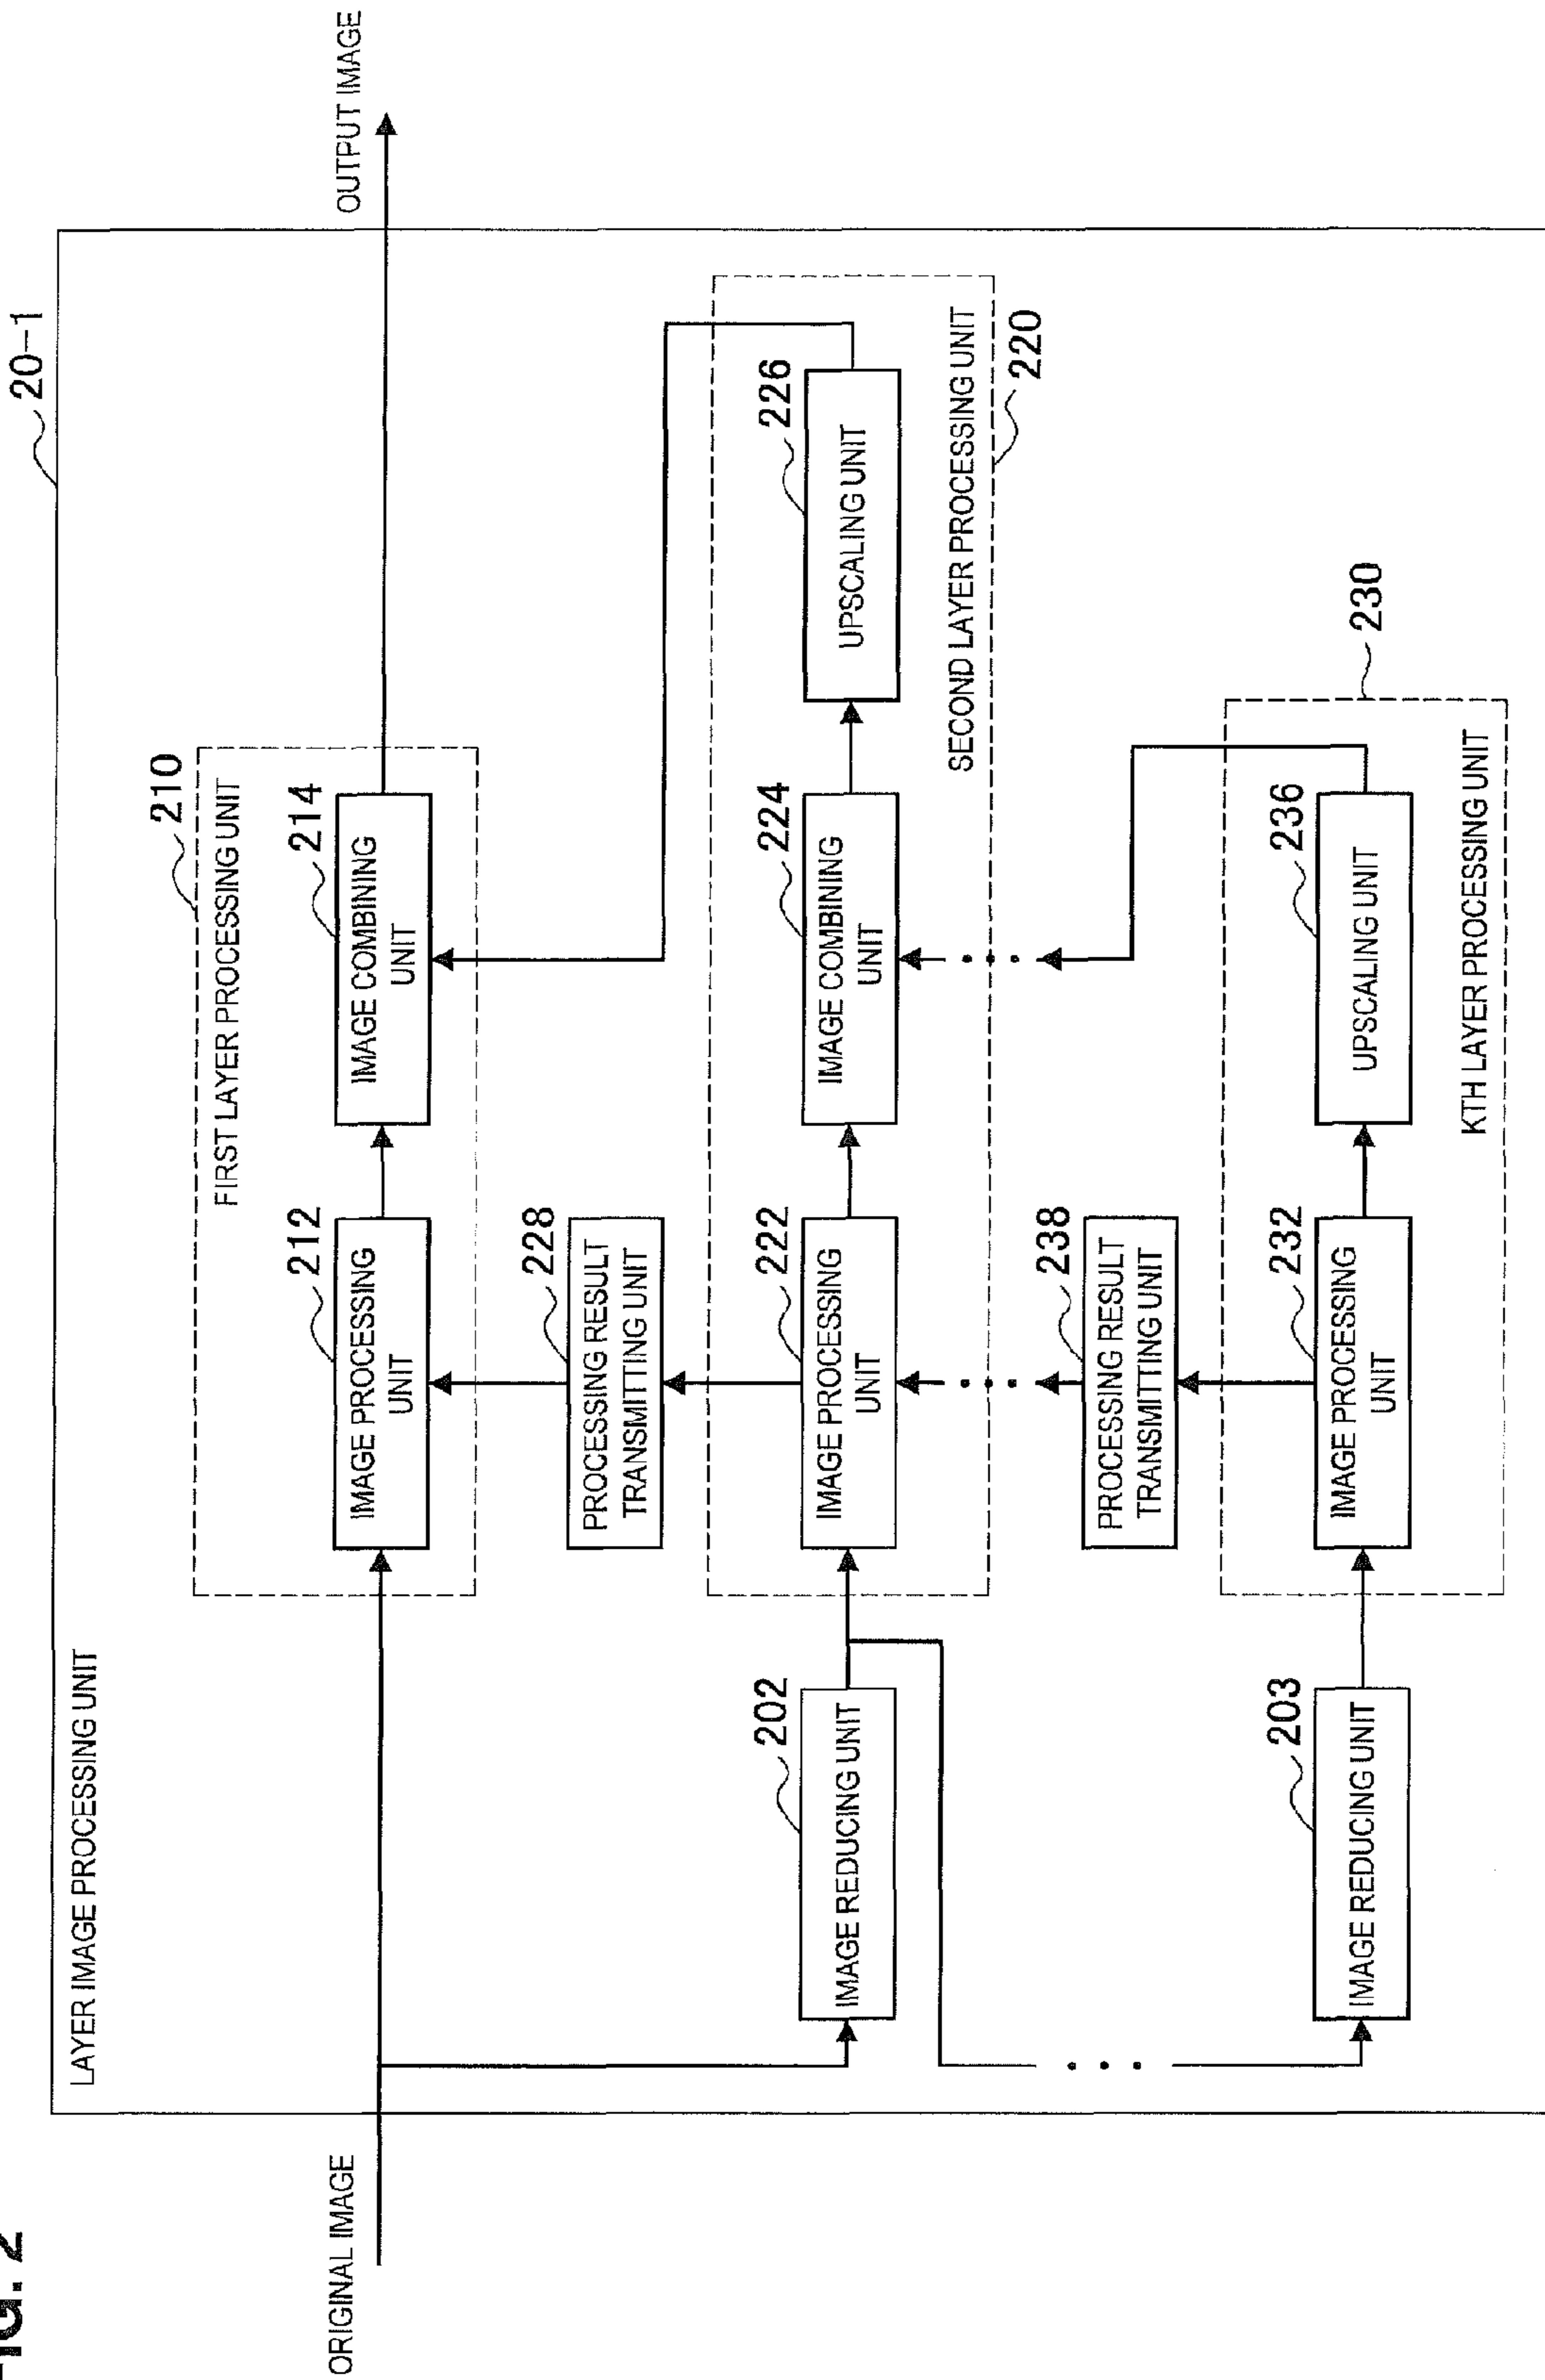 FIG. 2
20-1
LAYER IMAGE PROCESSING UNIT
210
FIRST LAYER PROCESSING UNIT
ORIGINAL IMAGE
212
IMAGE PROCESSING
UNIT
214
IMAGE COMBINING
UNIT
OUTPUT IMAGE
228
PROCESSING RESULT
TRANSMITTING UNIT
202
IMAGE REDUCING UNIT
222
IMAGE PROCESSING
UNIT
224
IMAGE COMBINING
UNIT
226
UPSCALING UNIT
SECOND LAYER PROCESSING UNIT
220
238
PROCESSING RESULT
TRANSMITTING UNIT
203
IMAGE REDUCING UNIT
232
IMAGE PROCESSING
UNIT
236
UPSCALING UNIT
230
KTH LAYER PROCESSING UNIT